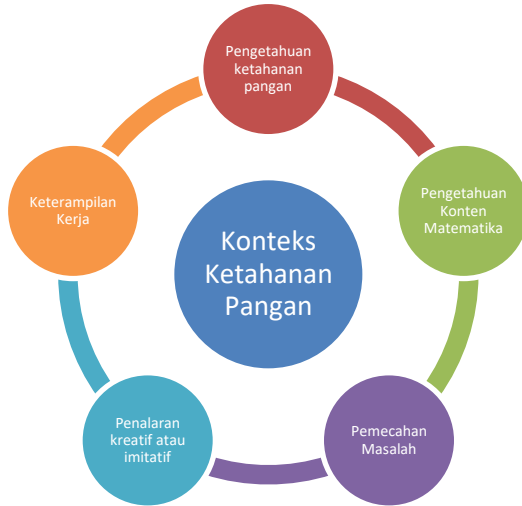 Pengetahuan
ketahanan
pangan
Pengetahuan
Konten
Matematika
Pemecahan
Masalah
Penalaran
kreatif atau
imitatif
Keterampilan
Kerja
Konteks
Ketahanan
Pangan